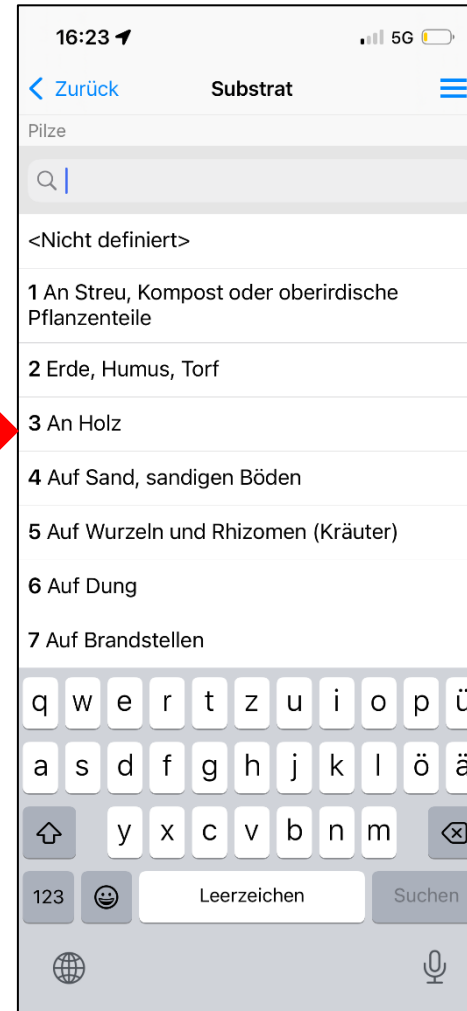 16:23 5G
Zurück Substrat
Pilze
<Nicht definiert>
1 An Streu, Kompost oder oberirdische
Pflanzenteile
2 Erde, Humus, Torf
3 An Holz
4 Auf Sand, sandigen Böden
5 Auf Wurzeln und Rhizomen (Kräuter)
6 Auf Dung
7 Auf Brandstellen
q w e r t z u i o p ü
a s d f g h j k l ö ä
y x c v b n m
123 Leerzeichen Suchen